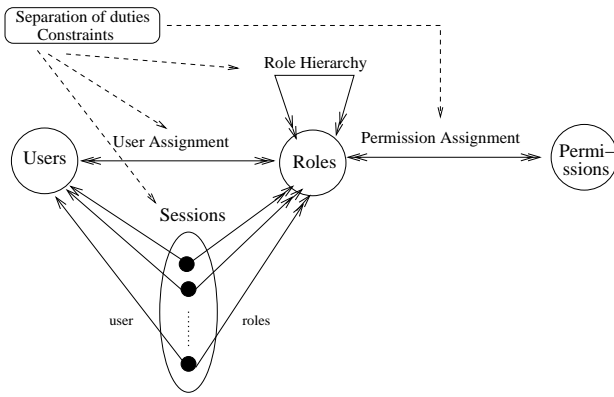 Separation of duties
Constraints
Role Hierarchy
User Assignment
Permission Assignment
Users
Roles
Permi–
ssions
Sessions
user
roles